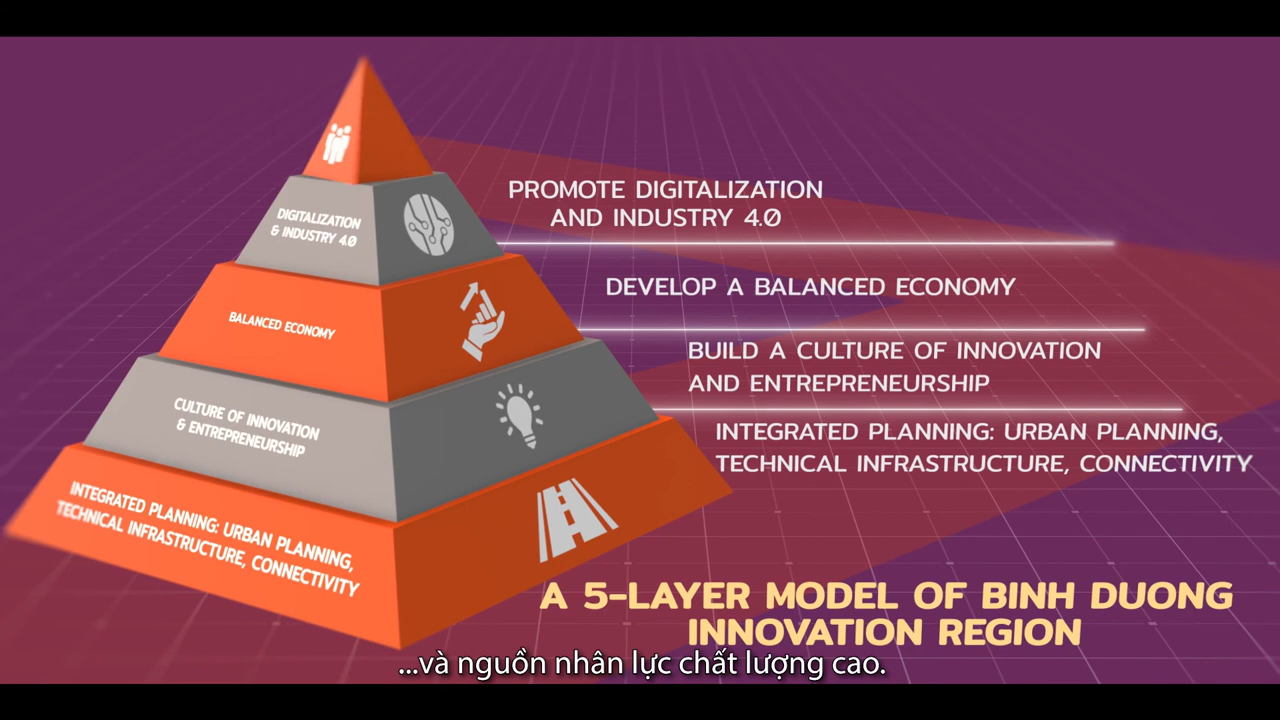 DIGITALIZATION
& INDUSTRY 4.0
BALANCED ECONOMY
CULTURE OF INNOVATION
& ENTREPRENEURSHIP
INTEGRATED PLANNING: URBAN PLANNING,
TECHNICAL INFRASTRUCTURE, CONNECTIVITY
PROMOTE DIGITALIZATION
AND INDUSTRY 4.0
DEVELOP A BALANCED ECONOMY
BUILD A CULTURE OF INNOVATION
AND ENTREPRENEURSHIP
INTEGRATED PLANNING: URBAN PLANNING,
TECHNICAL INFRASTRUCTURE, CONNECTIVITY
A 5-LAYER MODEL OF BINH DUONG
INNOVATION REGION
...và nguồn nhân lực chất lượng cao.